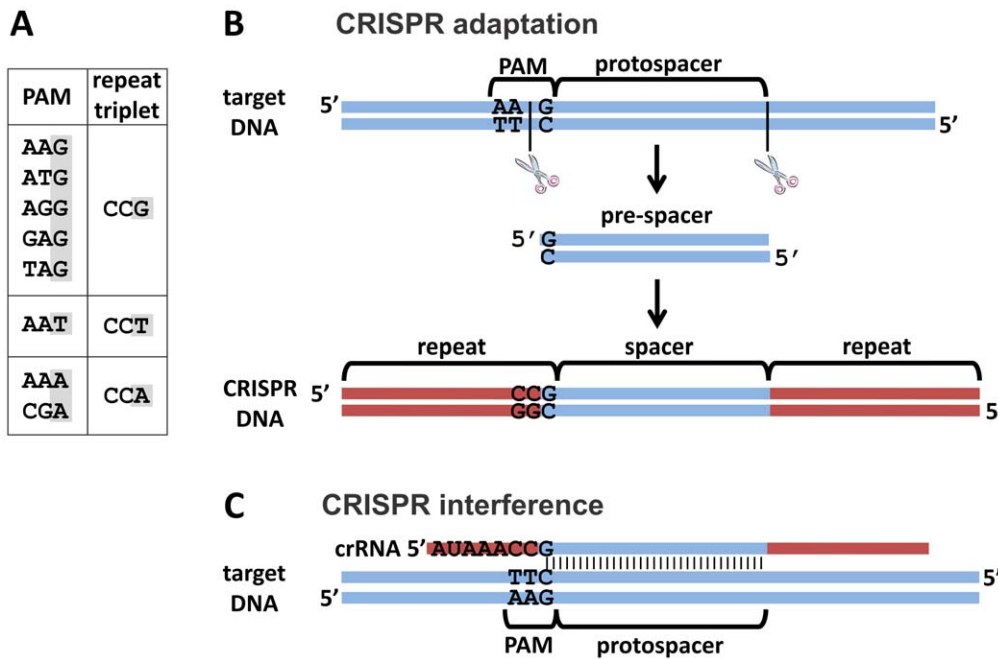 A
PAM
repeat
triplet
AAG
ATG
AGG
GAG
TAG
CCG
AAT
CCT
AAA
CGA
CCA
B
CRISPR adaptation
PAM
protospacer
target
DNA
5’
AA G
TT C
5’
pre-spacer
5’ G
C
5’
repeat
spacer
repeat
CRISPR
DNA
5’
CCG
GGC
5’
C
CRISPR interference
crRNA 5’ AUAAACCG
target
DNA
TTC
5’
5’
AAG
PAM
protospacer